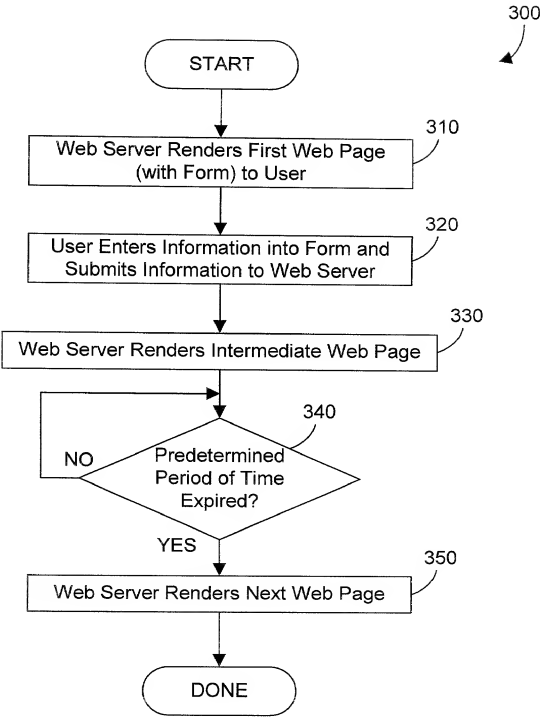 300
START
310
Web Server Renders First Web Page
(with Form) to User
320
User Enters Information into Form and
Submits Information to Web Server
330
Web Server Renders Intermediate Web Page
340
Predetermined
Period of Time
Expired?
NO
YES
350
Web Server Renders Next Web Page
DONE